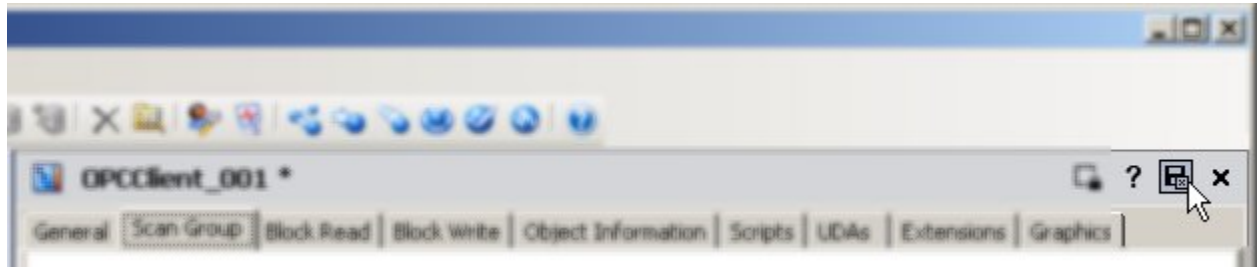 OPCClient_001 * ?
General Scan Group Block Read Block Write Object Information Scripts UDAs Extensions Graphics